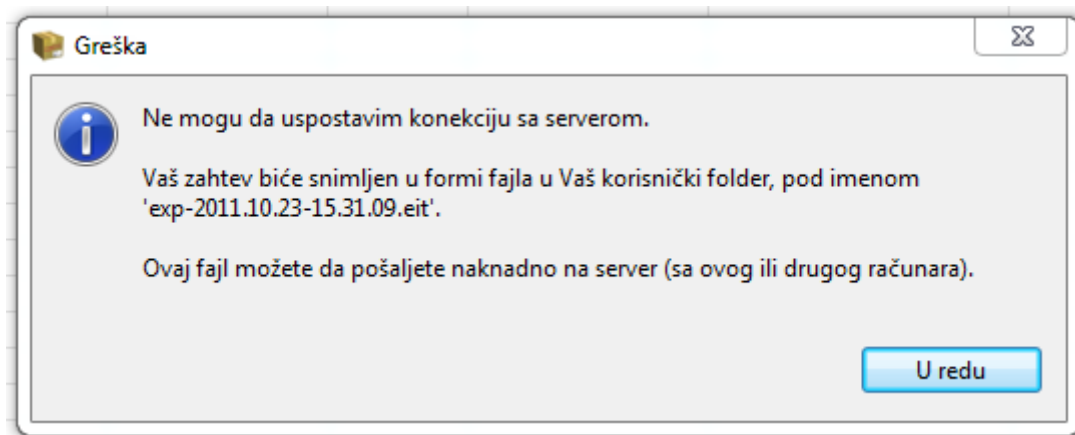 Greška
Ne mogu da uspostavim konekciju sa serverom.
Vaš zahtev biće snimljen u formi fajla u Vaš korisnički folder, pod imenom
'exp-2011.10.23-15.31.09.eit'.
Ovaj fajl možete da pošaljete naknadno na server (sa ovog ili drugog računara).
U redu